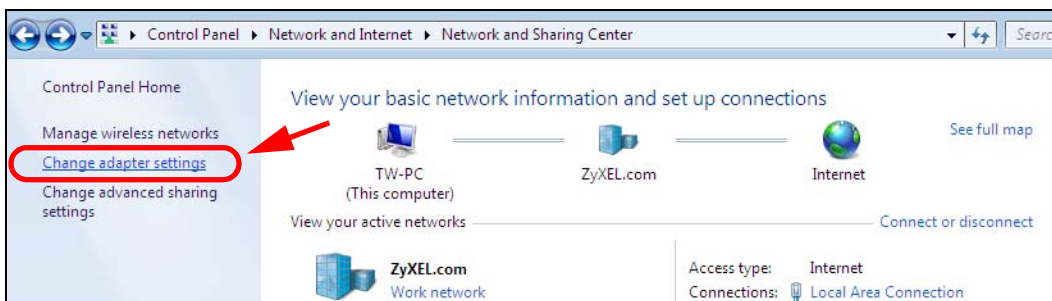 Control Panel ▸ Network and Internet ▸ Network and Sharing Center
Control Panel Home
Manage wireless networks
Change adapter settings
Change advanced sharing
settings
View your basic network information and set up connections
See full map
TW-PC
(This computer)
ZyXEL.com
Internet
View your active networks
Connect or disconnect
ZyXEL.com
Work network
Access type: Internet
Connections: Local Area Connection